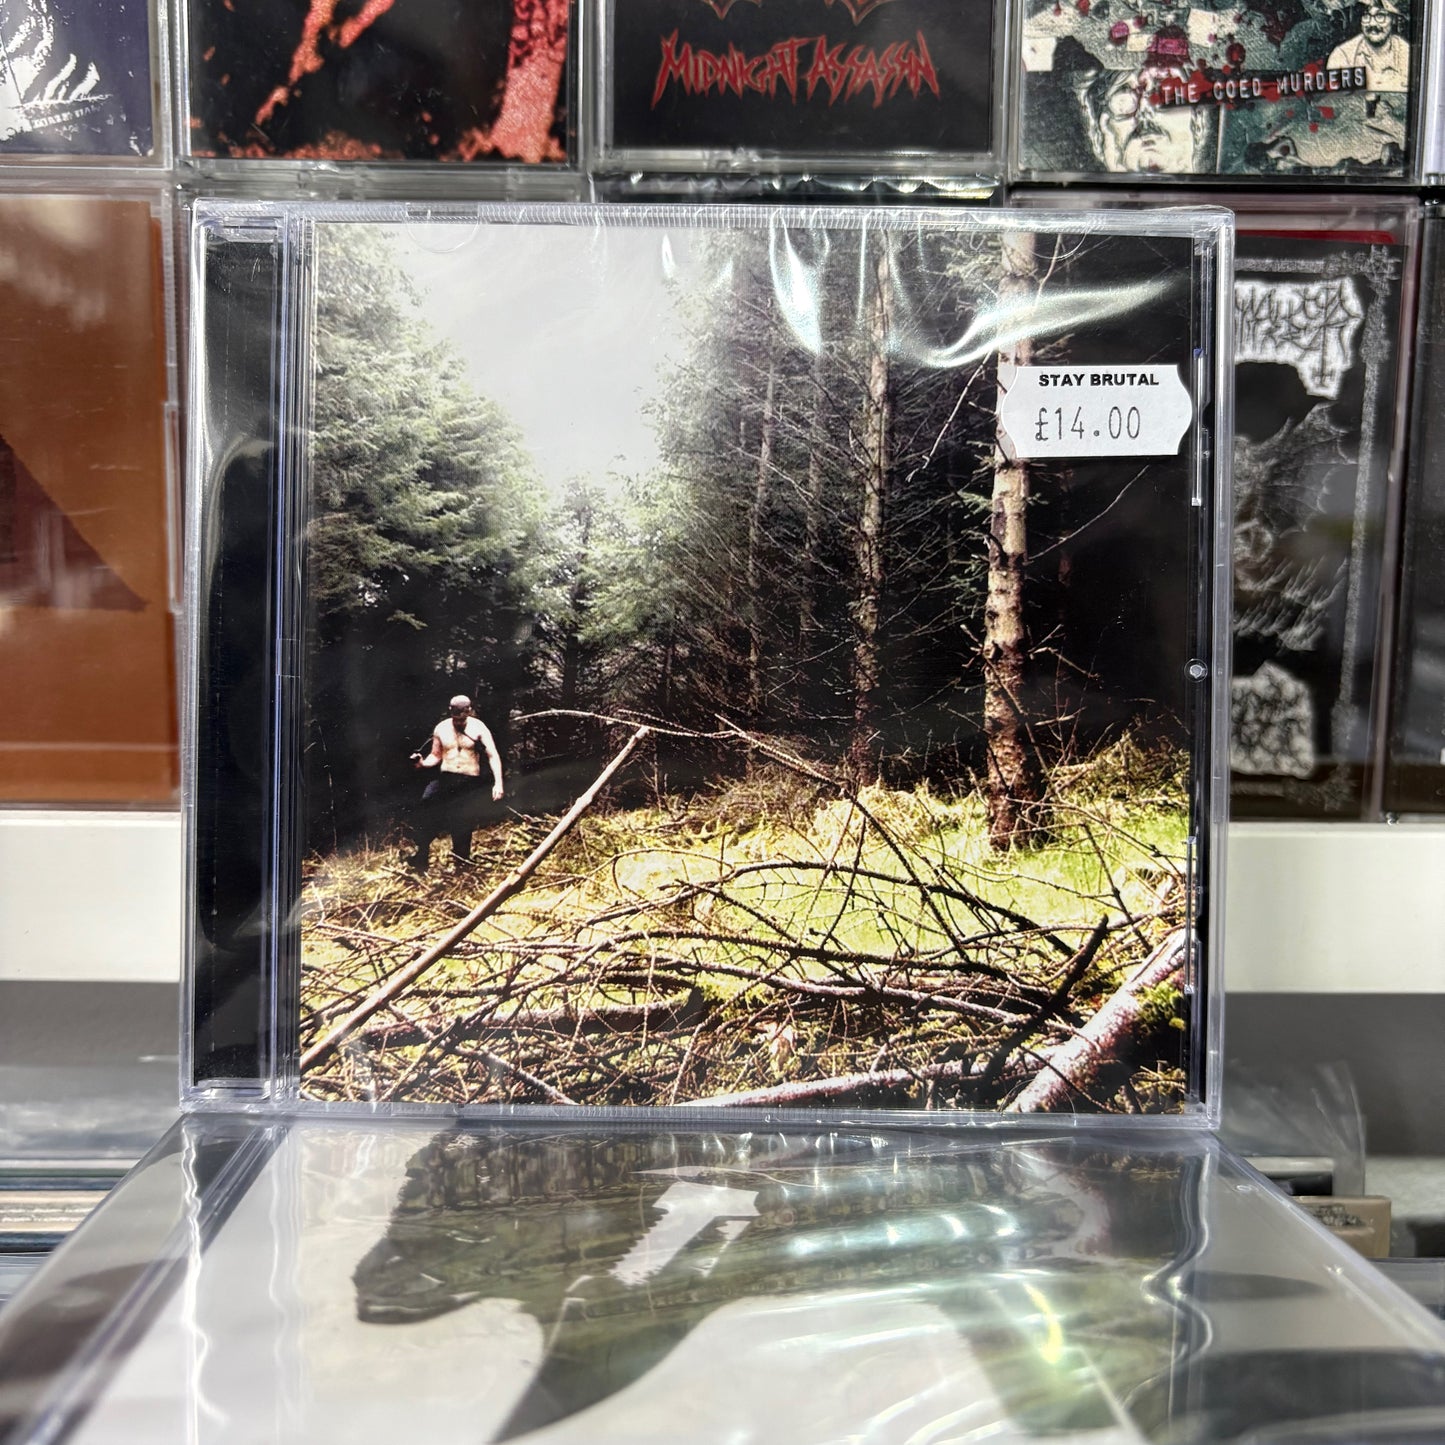 MIDNIGHT ASSASSIN
THE COED MURDERS
STAY BRUTAL
£14.00